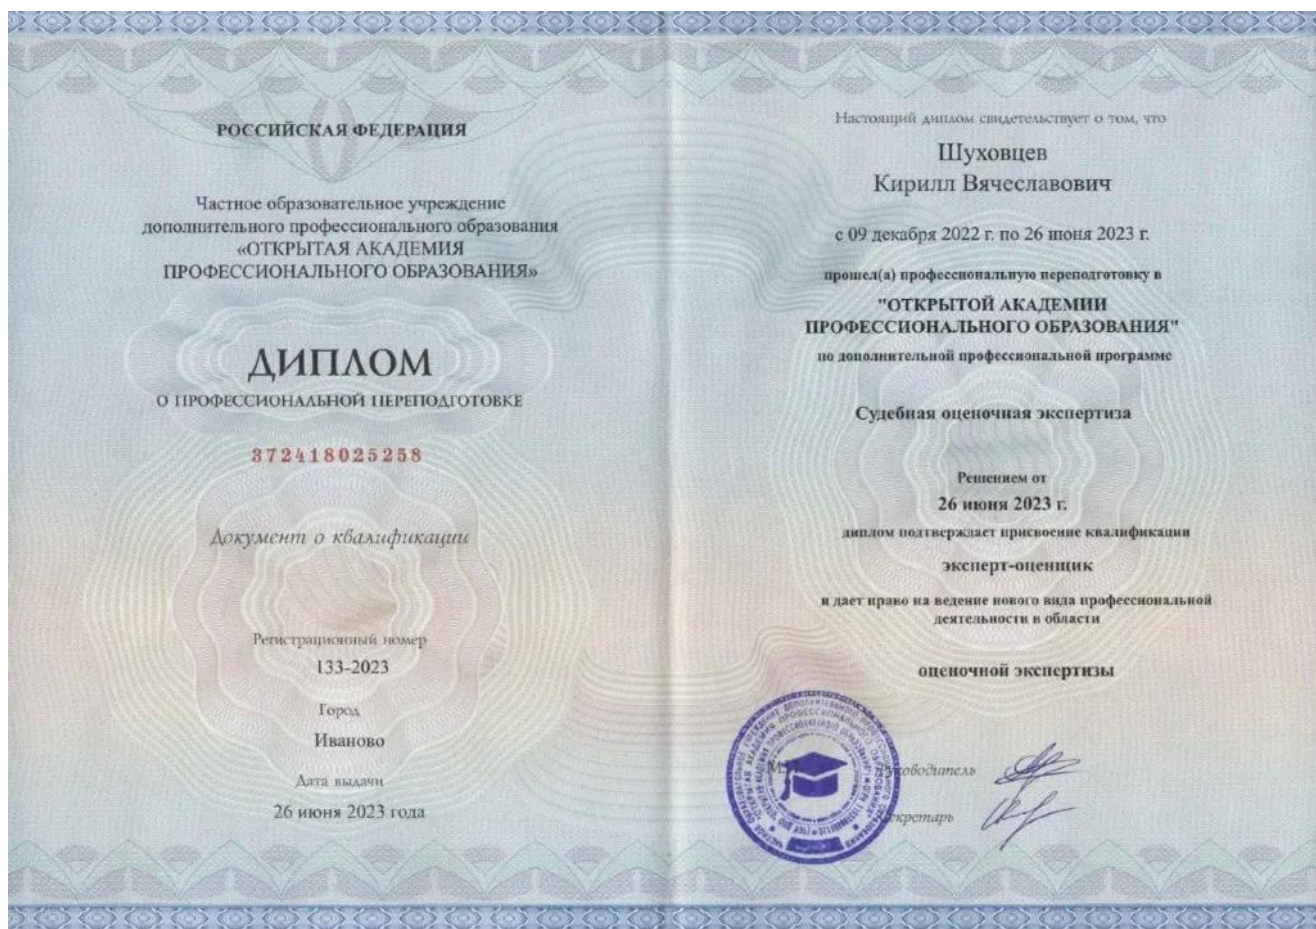 РОССИЙСКАЯ ФЕДЕРАЦИЯ
Частное образовательное учреждение
дополнительного профессионального образования
«ОТКРЫТАЯ АКАДЕМИЯ
ПРОФЕССИОНАЛЬНОГО ОБРАЗОВАНИЯ»
ДИПЛОМ
О ПРОФЕССИОНАЛЬНОЙ ПЕРЕПОДГОТОВКЕ
372418025258
Документ о квалификации
Регистрационный номер
133-2023
Город
Иваново
Дата выдачи
26 июня 2023 года
Настоящий диплом свидетельствует о том, что
Шуховцев
Кирилл Вячеславович
с 09 декабря 2022 г. по 26 июня 2023 г.
прошел(а) профессиональную переподготовку в
"ОТКРЫТОЙ АКАДЕМИИ
ПРОФЕССИОНАЛЬНОГО ОБРАЗОВАНИЯ"
по дополнительной профессиональной программе
Судебная оценочная экспертиза
Решением от
26 июня 2023 г.
диплом подтверждает присвоение квалификации
эксперт-оценщик
и дает право на ведение нового вида профессиональной
деятельности в области
оценочной экспертизы
Руководитель
Секретарь